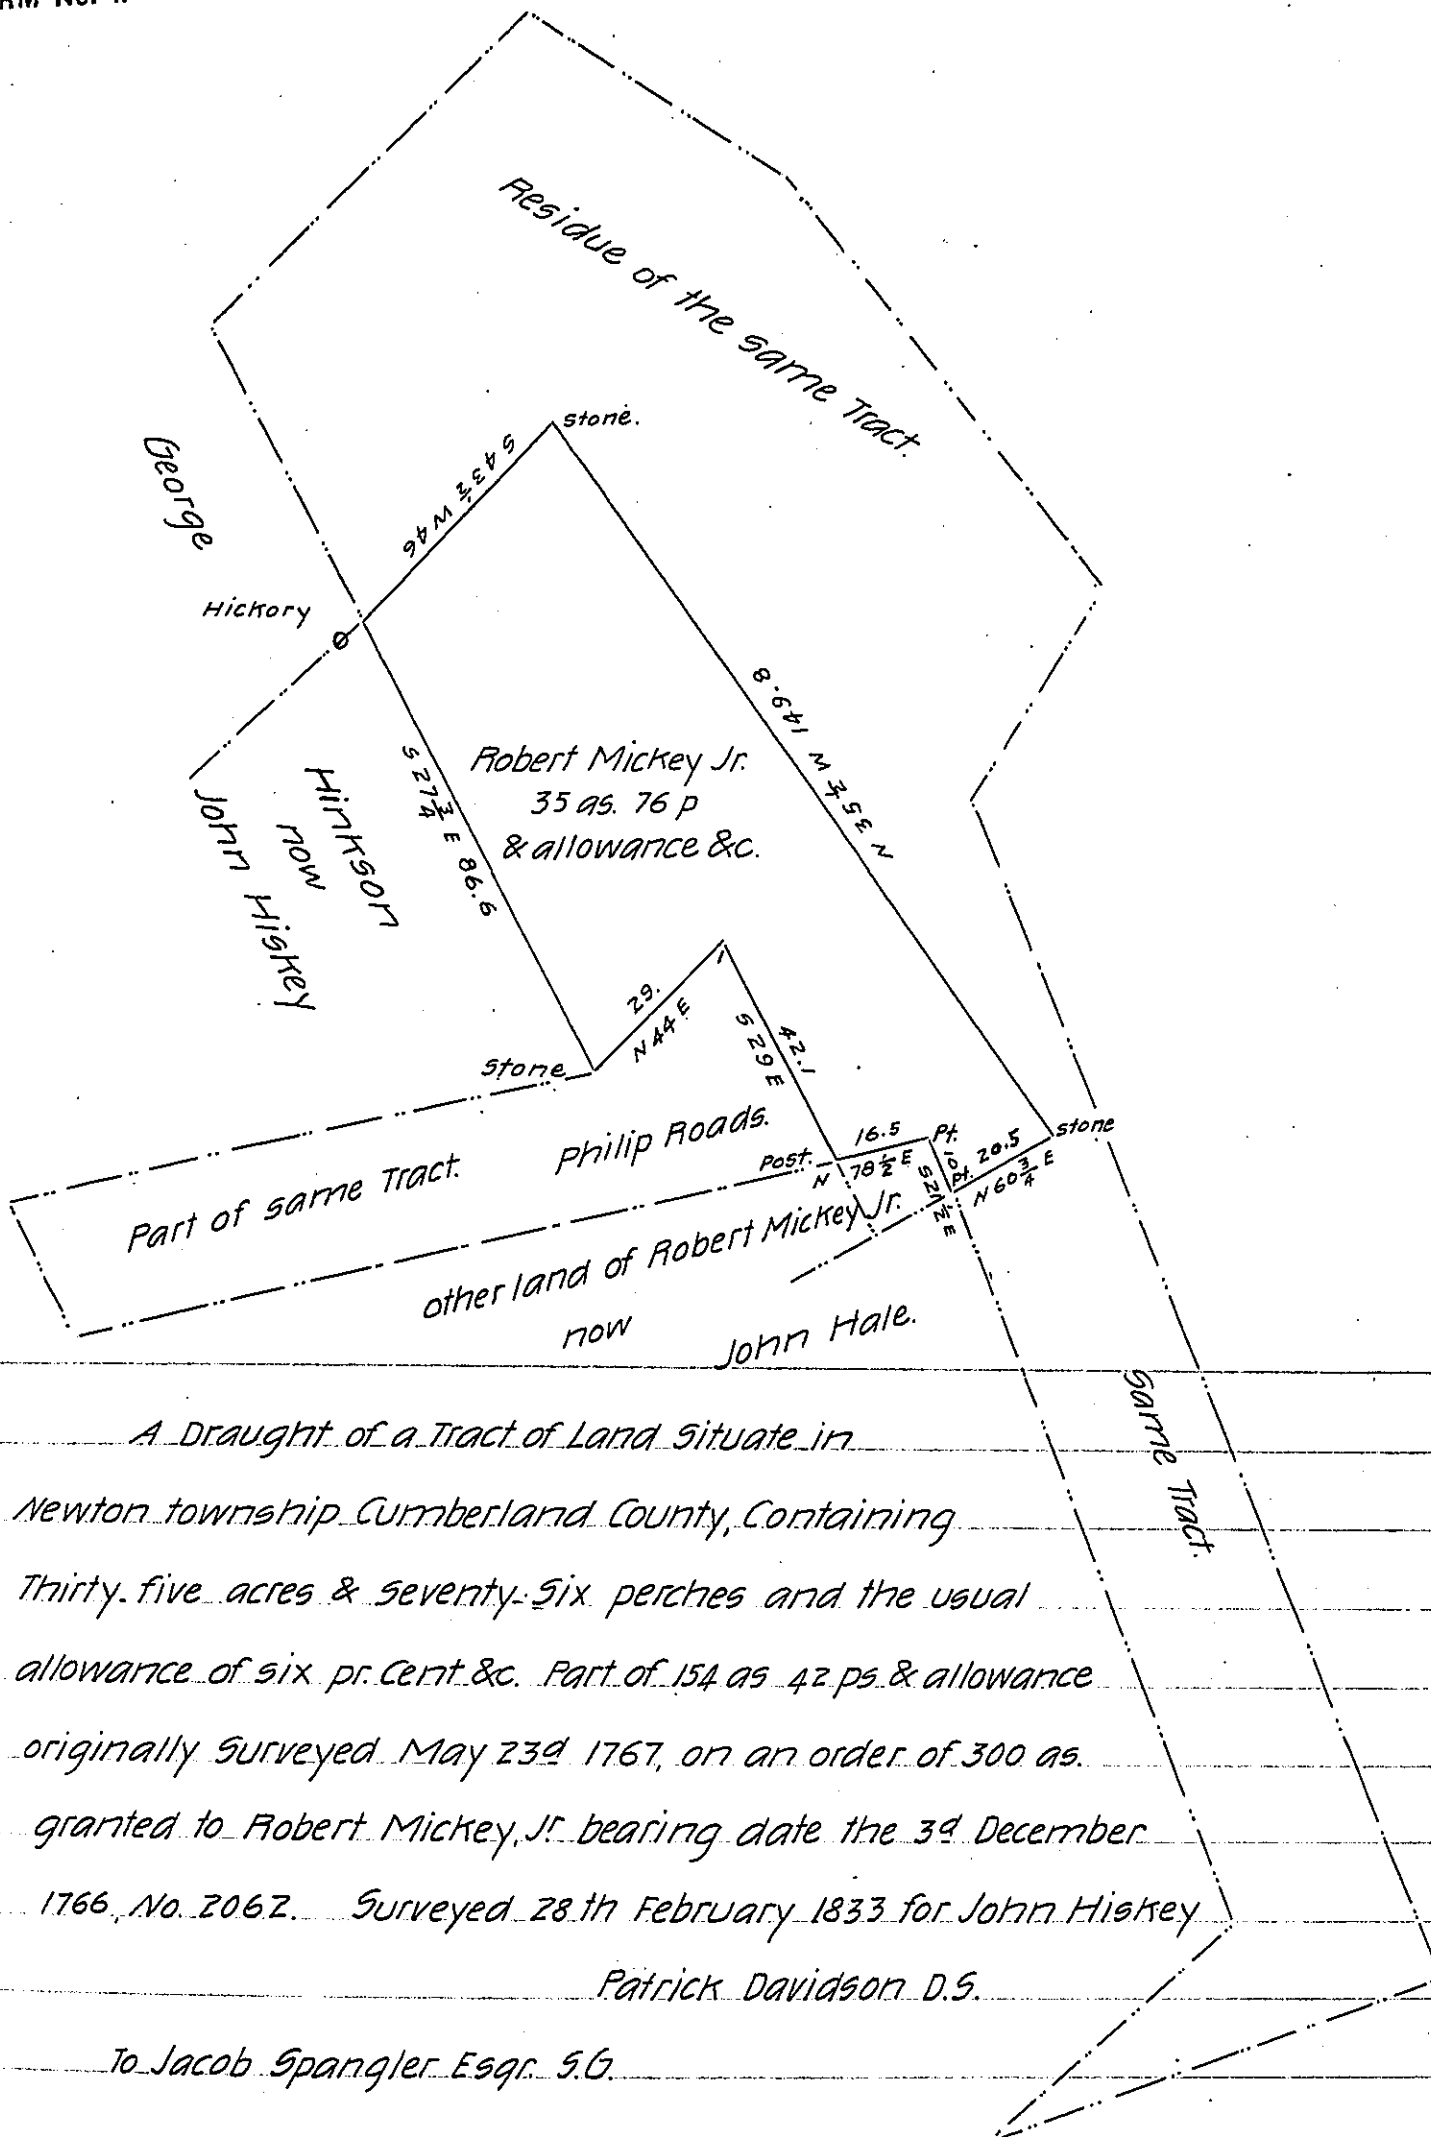 Residue of the same Tract.
stone.
S 43½ W 46
George
Hickory
N 35½ W 149.8
Robert Mickey Jr.
35 as. 76 p
& allowance &c.
S 27¾ E 86.6
Hinkson
now
John Hiskey
29.
N 44 E
42.1
S 29 E
Stone
stone
Philip Roads.
Part of same Tract.
Post.
16.5
N 78½ E
Pt.
10
S 21½ E
Pt.
20.5
N 60¾ E
other land of Robert Mickey Jr.
now
John Hale.
Same Tract.
A Draught of a Tract of Land Situate in
Newton township Cumberland County, Containing
Thirty-five acres & seventy-Six perches and the usual
allowance of six pr. Cent &c. Part of 154 as 42 ps & allowance
originally Surveyed May 23d 1767, on an order of 300 as.
granted to Robert Mickey, Jr. bearing date the 3d December
1766, No. 2062. Surveyed 28th February 1833 for John Hiskey
Patrick Davidson D.S.
To Jacob Spangler Esqr. S.G.